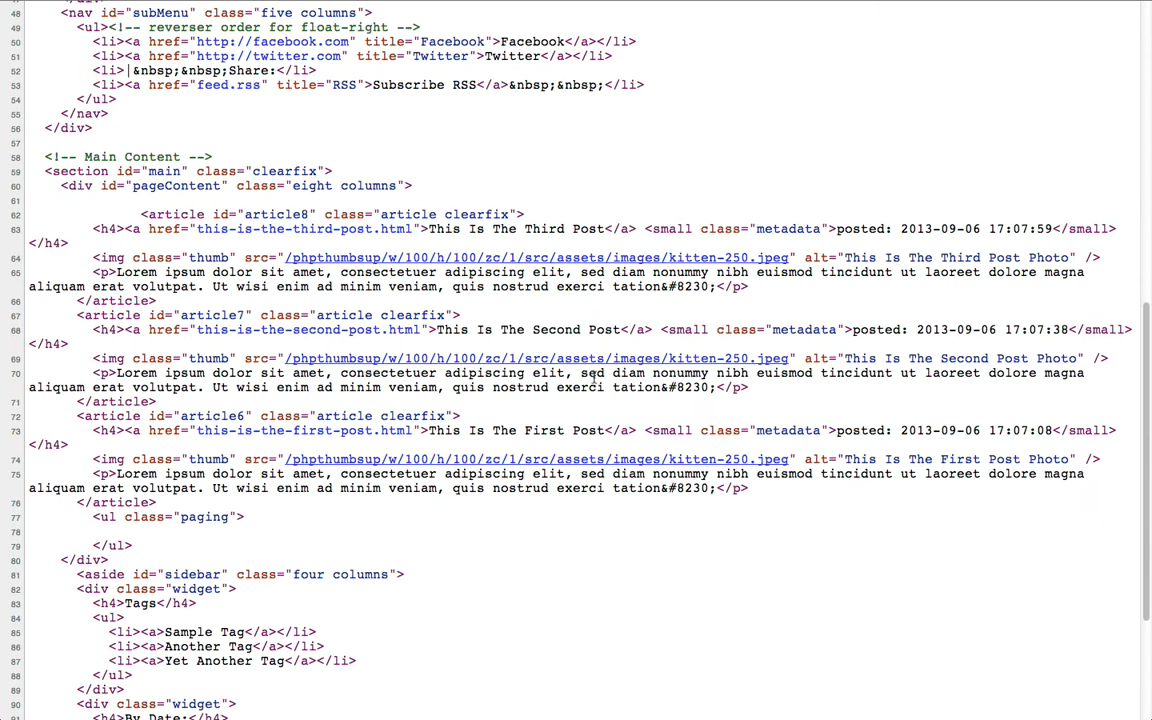 48 <nav id="subMenu" class="five columns">
49 <ul><!-- reverser order for float-right -->
50 <li><a href="http://facebook.com" title="Facebook">Facebook</a></li>
51 <li><a href="http://twitter.com" title="Twitter">Twitter</a></li>
52 <li>|&nbsp;&nbsp;Share:</li>
53 <li><a href="feed.rss" title="RSS">Subscribe RSS</a>&nbsp;&nbsp;</li>
54 </ul>
55 </nav>
56 </div>
57
58 <!-- Main Content -->
59 <section id="main" class="clearfix">
60 <div id="pageContent" class="eight columns">
61
62 <article id="article8" class="article clearfix">
63 <h4><a href="this-is-the-third-post.html">This Is The Third Post</a> <small class="metadata">posted: 2013-09-06 17:07:59</small>
</h4>
64 <img class="thumb" src="/phpthumbsup/w/100/h/100/zc/1/src/assets/images/kitten-250.jpeg" alt="This Is The Third Post Photo" />
65 <p>Lorem ipsum dolor sit amet, consectetuer adipiscing elit, sed diam nonummy nibh euismod tincidunt ut laoreet dolore magna
aliquam erat volutpat. Ut wisi enim ad minim veniam, quis nostrud exerci tation&#8230;</p>
66 </article>
67 <article id="article7" class="article clearfix">
68 <h4><a href="this-is-the-second-post.html">This Is The Second Post</a> <small class="metadata">posted: 2013-09-06 17:07:38</small>
</h4>
69 <img class="thumb" src="/phpthumbsup/w/100/h/100/zc/1/src/assets/images/kitten-250.jpeg" alt="This Is The Second Post Photo" />
70 <p>Lorem ipsum dolor sit amet, consectetuer adipiscing elit, sed diam nonummy nibh euismod tincidunt ut laoreet dolore magna
aliquam erat volutpat. Ut wisi enim ad minim veniam, quis nostrud exerci tation&#8230;</p>
71 </article>
72 <article id="article6" class="article clearfix">
73 <h4><a href="this-is-the-first-post.html">This Is The First Post</a> <small class="metadata">posted: 2013-09-06 17:07:08</small>
</h4>
74 <img class="thumb" src="/phpthumbsup/w/100/h/100/zc/1/src/assets/images/kitten-250.jpeg" alt="This Is The First Post Photo" />
75 <p>Lorem ipsum dolor sit amet, consectetuer adipiscing elit, sed diam nonummy nibh euismod tincidunt ut laoreet dolore magna
aliquam erat volutpat. Ut wisi enim ad minim veniam, quis nostrud exerci tation&#8230;</p>
76 </article>
77 <ul class="paging">
78
79 </ul>
80 </div>
81 <aside id="sidebar" class="four columns">
82 <div class="widget">
83 <h4>Tags</h4>
84 <ul>
85 <li><a>Sample Tag</a></li>
86 <li><a>Another Tag</a></li>
87 <li><a>Yet Another Tag</a></li>
88 </ul>
89 </div>
90 <div class="widget">
91 <h4>By Date:</h4>